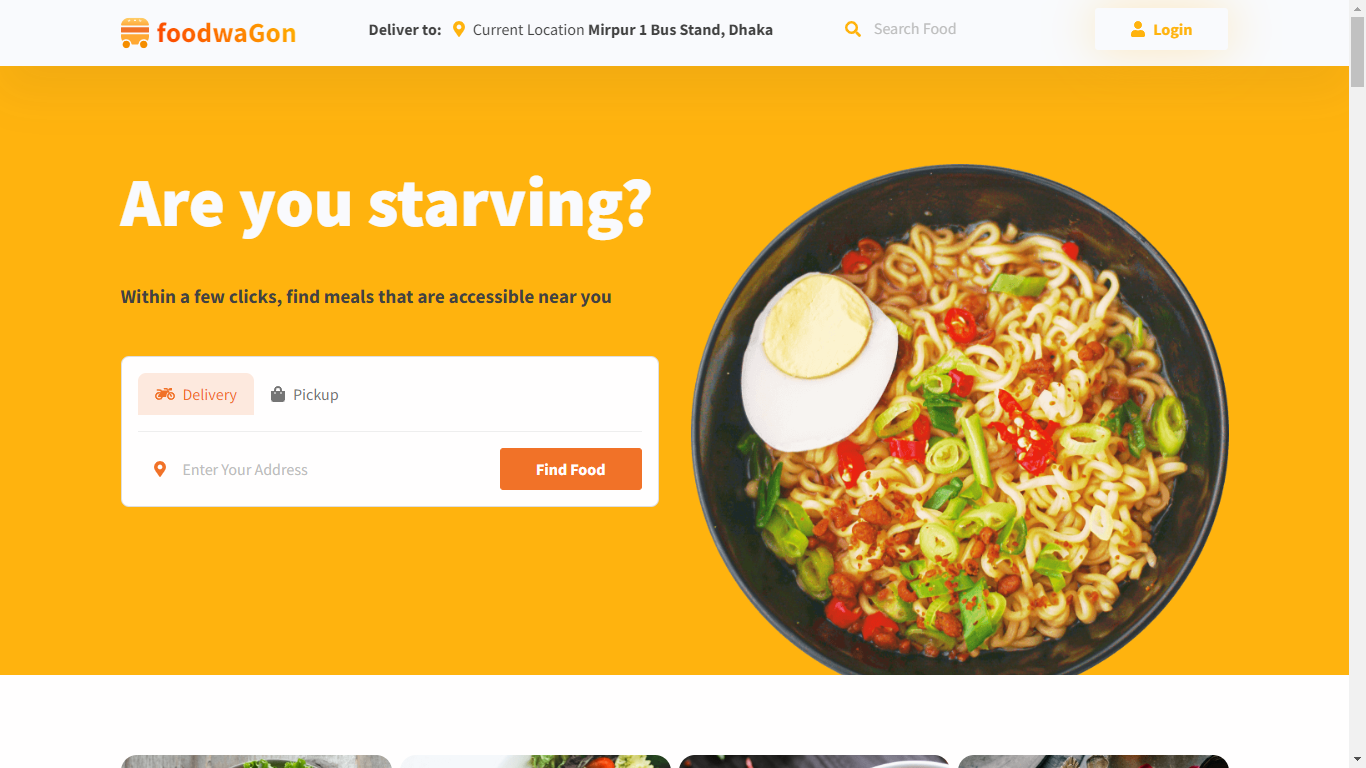 foodwaGon
Deliver to: Current Location Mirpur 1 Bus Stand, Dhaka
Search Food
Login
Are you starving?
Within a few clicks, find meals that are accessible near you
Delivery
Pickup
Enter Your Address
Find Food